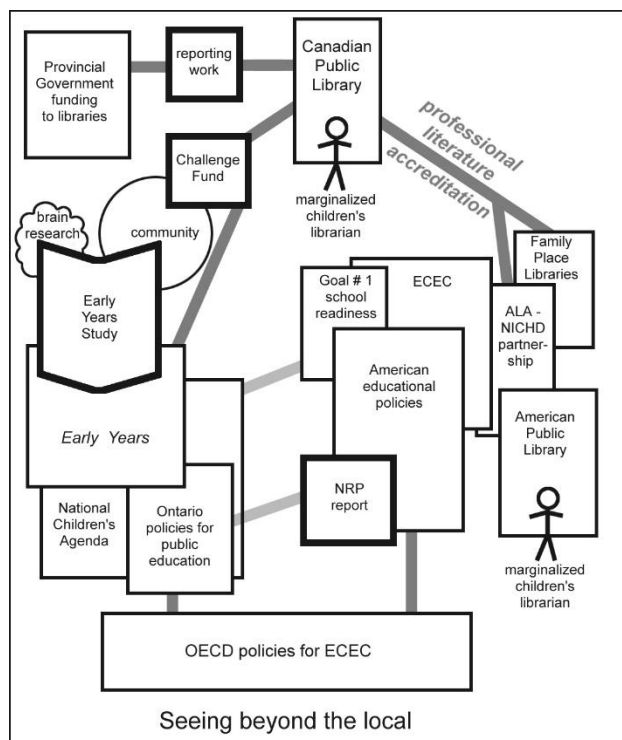 Provincial
Government
funding
to libraries
reporting
work
Canadian
Public
Library
marginalized
children's
librarian
professional
literature
accreditation
Challenge
Fund
brain
research
community
Early
Years
Study
Early Years
National
Children's
Agenda
Ontario
policies for
public
education
Goal # 1
school
readiness
ECEC
Family
Place
Libraries
ALA -
NICHD
partner-
ship
American
educational
policies
American
Public
Library
NRP
report
marginalized
children's
librarian
OECD policies for ECEC
Seeing beyond the local